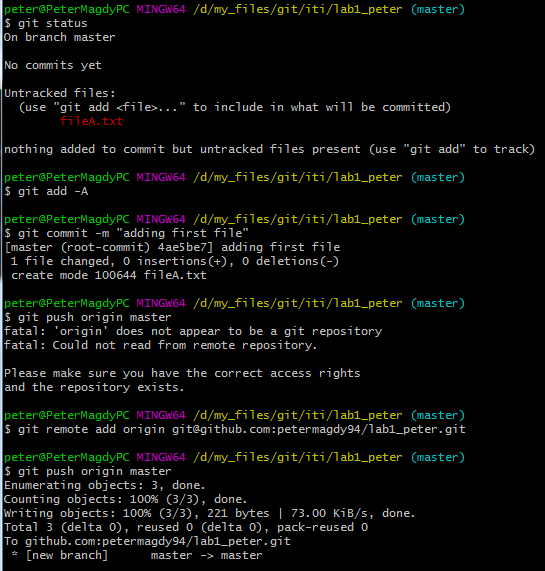 peter@PeterMagdyPC MINGW64 /d/my_files/git/iti/lab1_peter (master)
$ git status
On branch master
No commits yet
Untracked files:
(use "git add <file>..." to include in what will be committed)
fileA.txt
nothing added to commit but untracked files present (use "git add" to track)
peter@PeterMagdyPC MINGW64 /d/my_files/git/iti/lab1_peter (master)
$ git add -A
peter@PeterMagdyPC MINGW64 /d/my_files/git/iti/lab1_peter (master)
$ git commit -m "adding first file"
[master (root-commit) 4ae5be7] adding first file
1 file changed, 0 insertions(+), 0 deletions(-)
create mode 100644 fileA.txt
peter@PeterMagdyPC MINGW64 /d/my_files/git/iti/lab1_peter (master)
$ git push origin master
fatal: 'origin' does not appear to be a git repository
fatal: Could not read from remote repository.
Please make sure you have the correct access rights
and the repository exists.
peter@PeterMagdyPC MINGW64 /d/my_files/git/iti/lab1_peter (master)
$ git remote add origin git@github.com:petermagdy94/lab1_peter.git
peter@PeterMagdyPC MINGW64 /d/my_files/git/iti/lab1_peter (master)
$ git push origin master
Enumerating objects: 3, done.
Counting objects: 100% (3/3), done.
Writing objects: 100% (3/3), 221 bytes | 73.00 KiB/s, done.
Total 3 (delta 0), reused 0 (delta 0), pack-reused 0
To github.com:petermagdy94/lab1_peter.git
* [new branch] master -> master